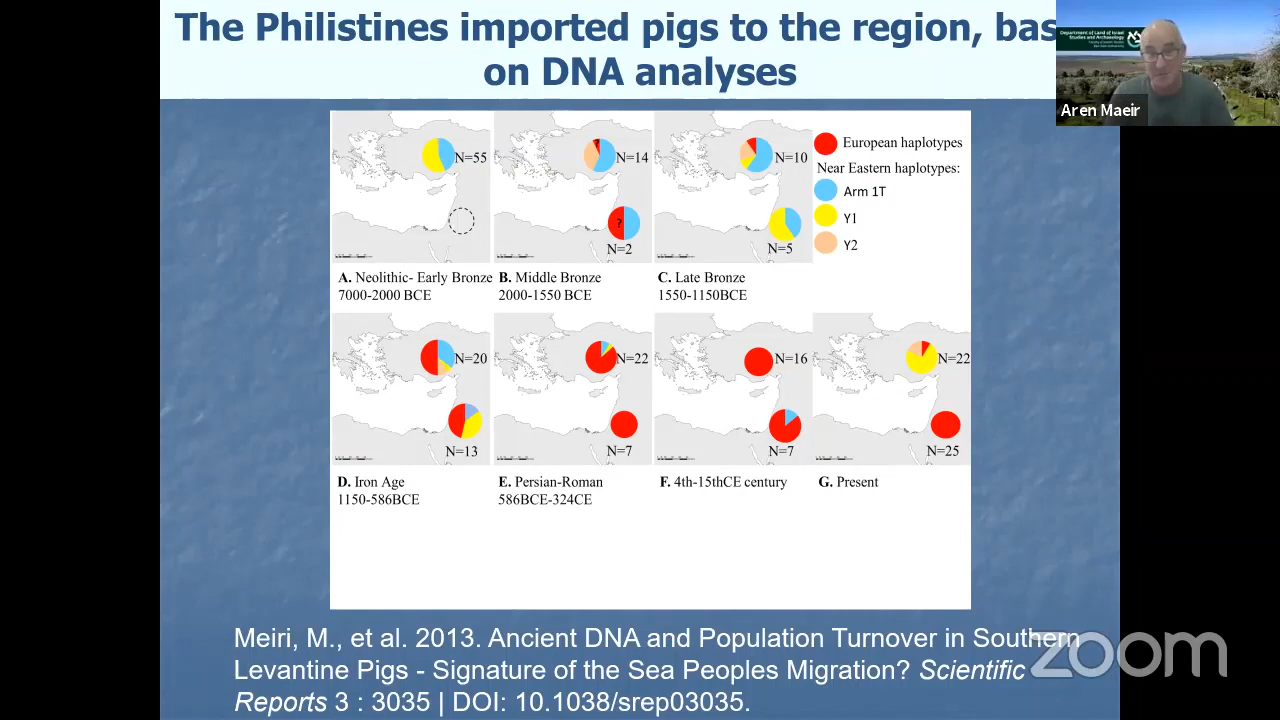 The Philistines imported pigs to the region, bas
on DNA analyses
Department of Land of Israel
Studies and Archaeology
Aren Maeir
N=55
N=14
N=2
?
N=10
N=5
European haplotypes
Near Eastern haplotypes:
Arm 1T
Y1
Y2
A. Neolithic- Early Bronze
7000-2000 BCE
B. Middle Bronze
2000-1550 BCE
C. Late Bronze
1550-1150BCE
N=20
N=13
N=22
N=7
N=16
N=7
N=22
N=25
D. Iron Age
1150-586BCE
E. Persian-Roman
586BCE-324CE
F. 4th-15thCE century
G. Present
Meiri, M., et al. 2013. Ancient DNA and Population Turnover in Southern
Levantine Pigs - Signature of the Sea Peoples Migration? Scientific
Reports 3 : 3035 | DOI: 10.1038/srep03035.
zoom